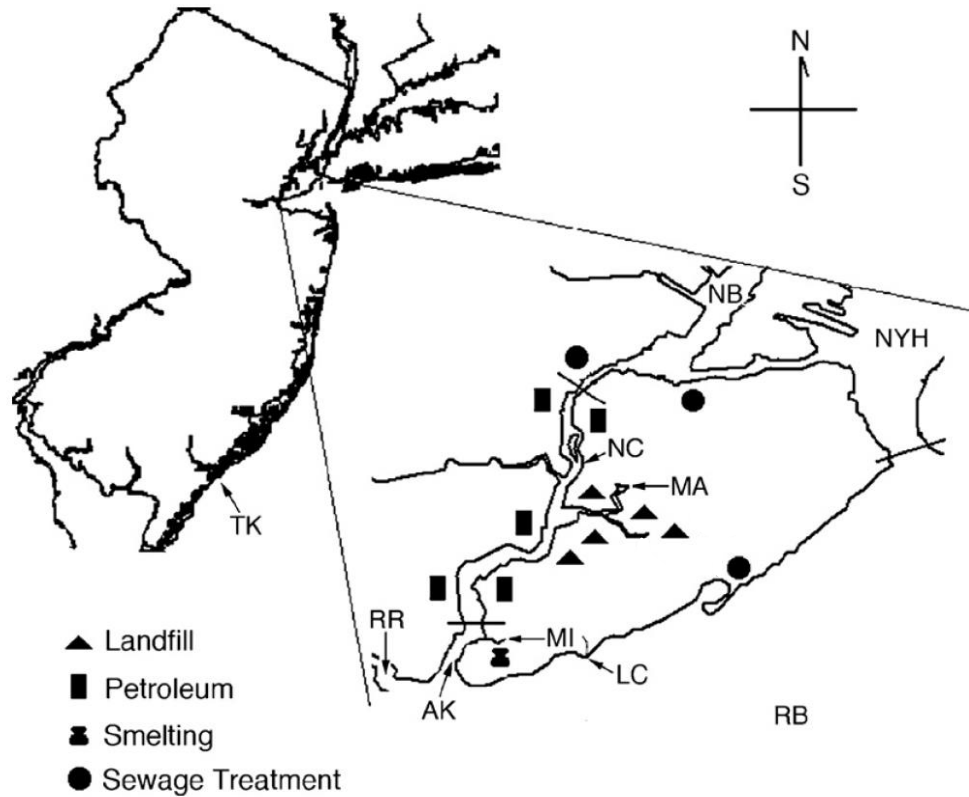 N
S
NB
NYH
NC
MA
TK
RR
MI
LC
AK
RB
Landfill
Petroleum
Smelting
Sewage Treatment